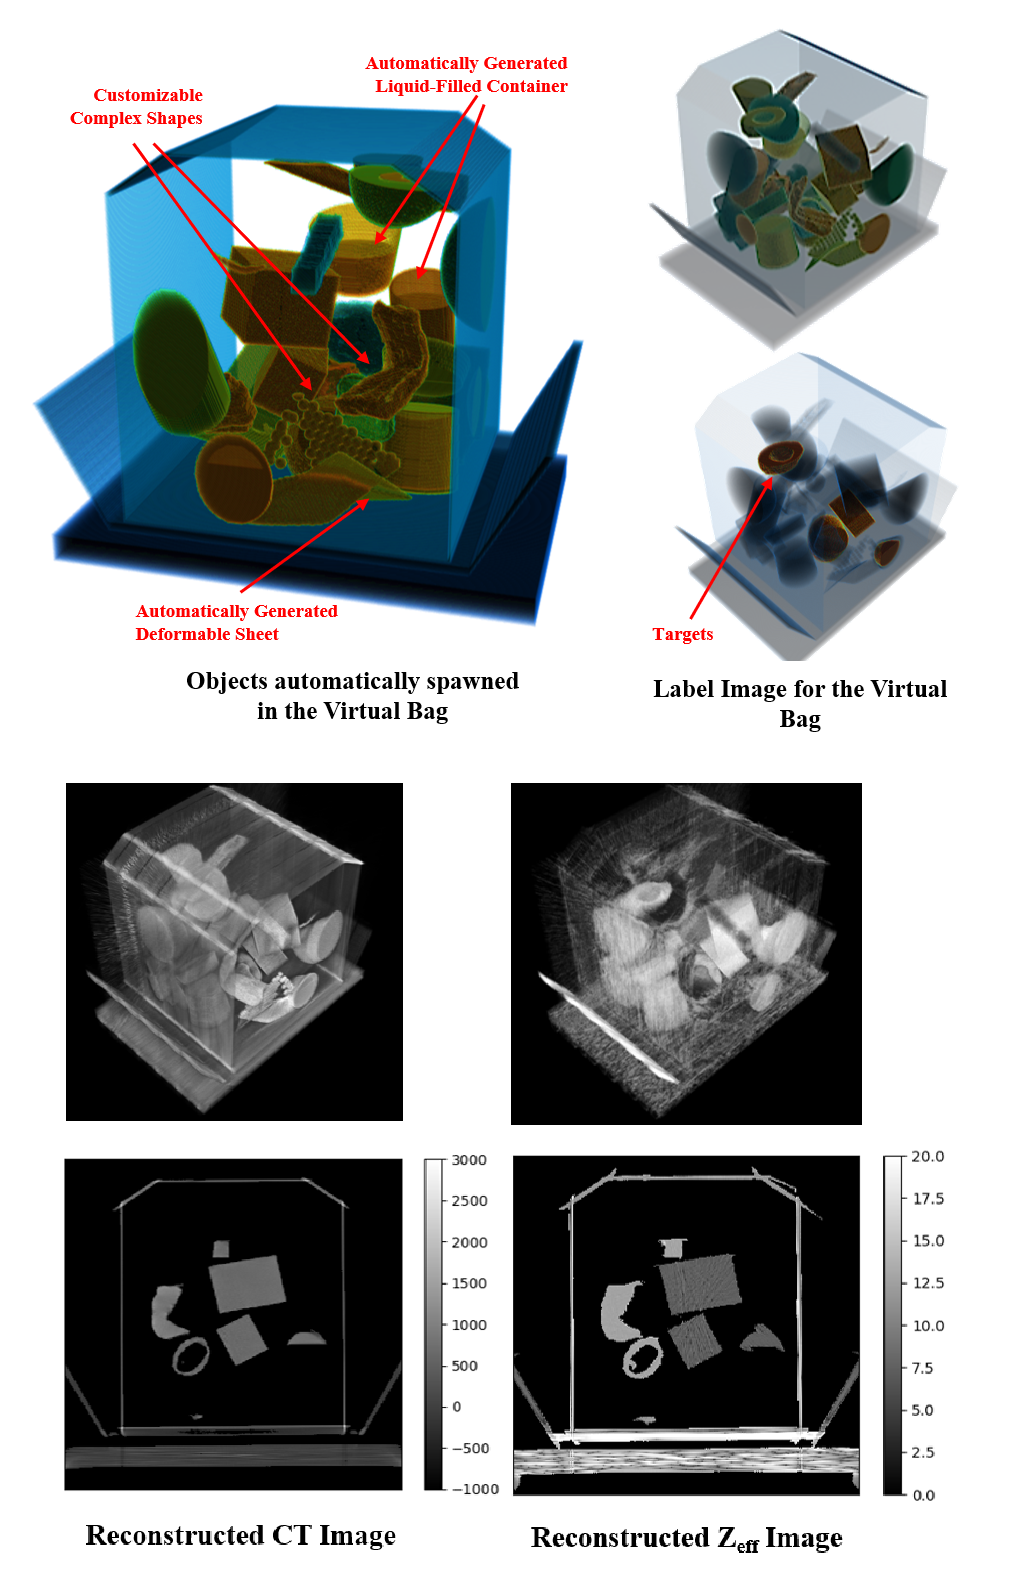 Automatically Generated
Liquid-Filled Container
Customizable
Complex Shapes
Automatically Generated
Deformable Sheet
Targets
Objects automatically spawned
in the Virtual Bag
Label Image for the Virtual
Bag
3000
2500
2000
1500
1000
500
0
−500
−1000
20.0
17.5
15.0
12.5
10.0
7.5
5.0
2.5
0.0
Reconstructed CT Image
Reconstructed Zeff Image